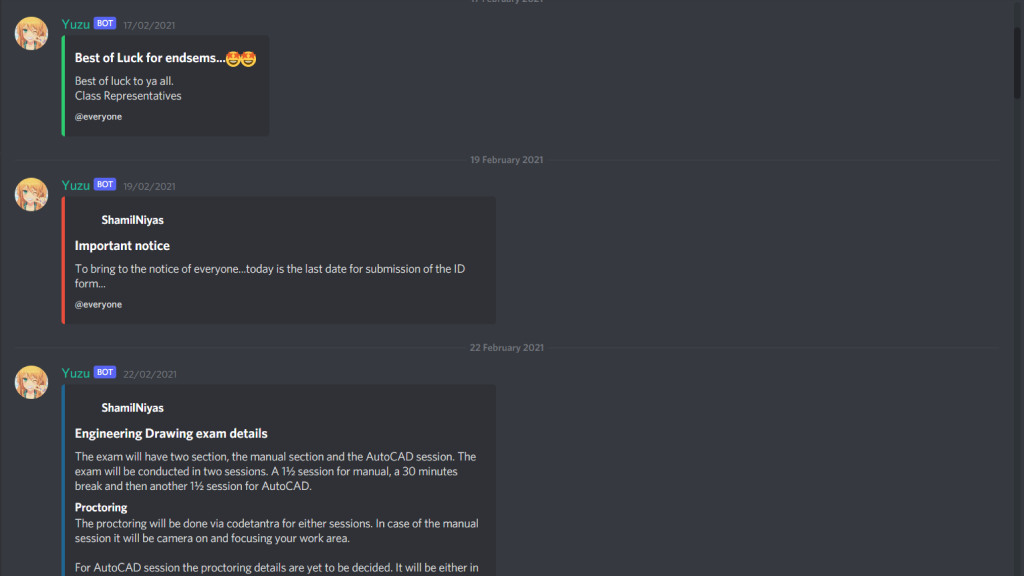 17 February 2021
Yuzu BOT 17/02/2021
Best of Luck for endsems...🤩🤩
Best of luck to ya all.
Class Representatives
@everyone
19 February 2021
Yuzu BOT 19/02/2021
ShamilNiyas
Important notice
To bring to the notice of everyone...today is the last date for submission of the ID
form...
@everyone
22 February 2021
Yuzu BOT 22/02/2021
ShamilNiyas
Engineering Drawing exam details
The exam will have two section, the manual section and the AutoCAD session. The
exam will be conducted in two sessions. A 1½ session for manual, a 30 minutes
break and then another 1½ session for AutoCAD.
Proctoring
The proctoring will be done via codetantra for either sessions. In case of the manual
session it will be camera on and focusing your work area.
For AutoCAD session the proctoring details are yet to be decided. It will be either in